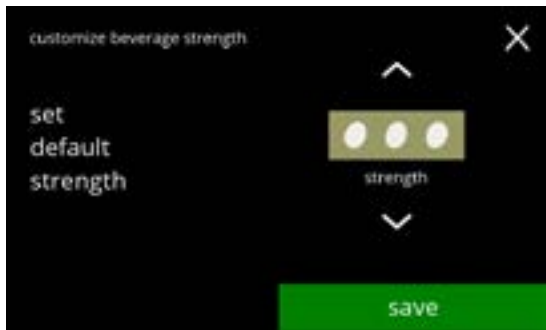 customize beverage strength
set
default
strength
strength
save